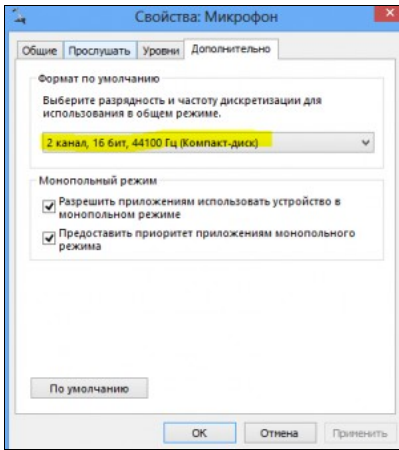 Свойства: Микрофон
Общие Прослушать Уровни Дополнительно
Формат по умолчанию
Выберите разрядность и частоту дискретизации для
использования в общем режиме.
2 канал, 16 бит, 44100 Гц (Компакт-диск)
Монопольный режим
Разрешить приложениям использовать устройство в
монопольном режиме
Предоставить приоритет приложениям монопольного
режима
По умолчанию
ОК Отмена Применить